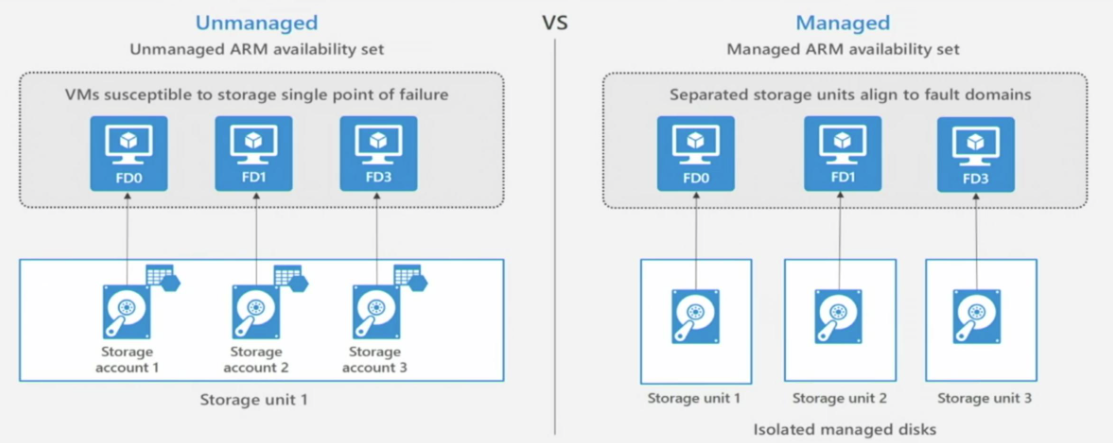 Unmanaged
Unmanaged ARM availability set
VMs susceptible to storage single point of failure
FD0
FD1
FD3
Storage account 1
Storage account 2
Storage account 3
Storage unit 1
VS
Managed
Managed ARM availability set
Separated storage units align to fault domains
FD0
FD1
FD3
Storage unit 1
Storage unit 2
Storage unit 3
Isolated managed disks